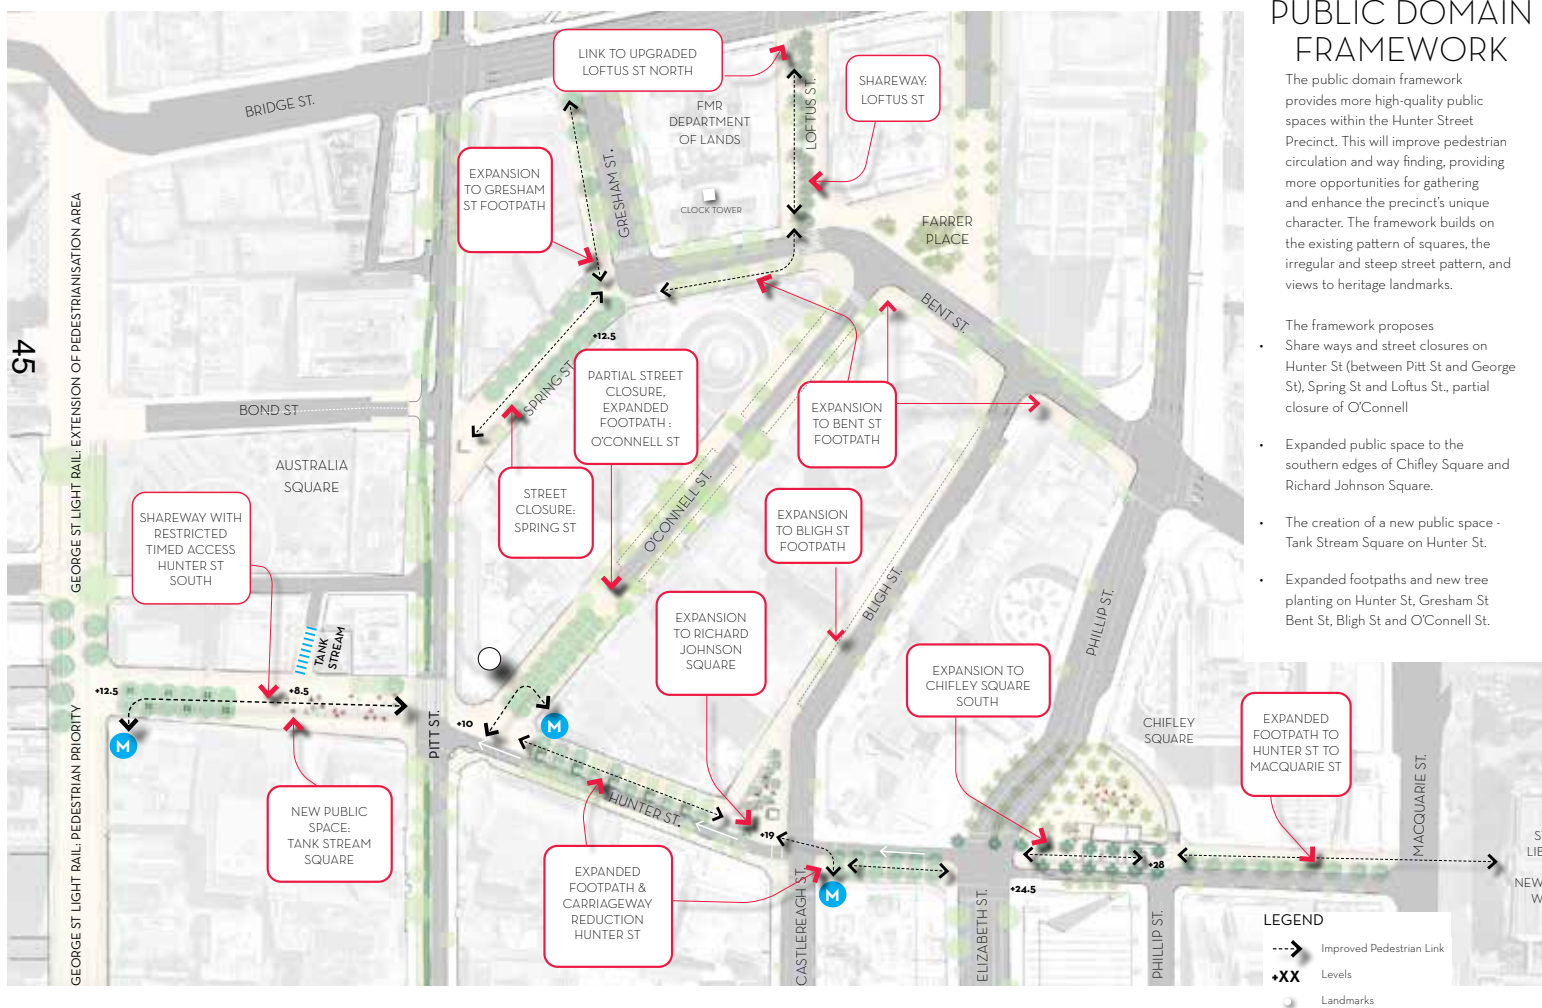 PUBLIC DOMAIN
FRAMEWORK
The public domain framework
provides more high-quality public
spaces within the Hunter Street
Precinct. This will improve pedestrian
circulation and way finding, providing
more opportunities for gathering
and enhance the precinct's unique
character. The framework builds on
the existing pattern of squares, the
irregular and steep street pattern, and
views to heritage landmarks.
The framework proposes
• Share ways and street closures on
Hunter St (between Pitt St and George
St), Spring St and Loftus St., partial
closure of O'Connell
• Expanded public space to the
southern edges of Chifley Square and
Richard Johnson Square.
• The creation of a new public space -
Tank Stream Square on Hunter St.
• Expanded footpaths and new tree
planting on Hunter St, Gresham St
Bent St, Bligh St and O'Connell St.
LINK TO UPGRADED
LOFTUS ST NORTH
SHAREWAY:
LOFTUS ST
BRIDGE ST.
FMR
DEPARTMENT
OF LANDS
LOFTUS ST.
EXPANSION
TO GRESHAM
ST FOOTPATH
GRESHAM ST.
CLOCK TOWER
FARRER
PLACE
GEORGE ST LIGHT RAIL: EXTENSION OF PEDESTRIANISATION AREA
45
BENT ST.
+12.5
SPRING ST
PARTIAL STREET
CLOSURE,
EXPANDED
FOOTPATH :
O'CONNELL ST
BOND ST
EXPANSION
TO BENT ST
FOOTPATH
AUSTRALIA
SQUARE
STREET
CLOSURE:
SPRING ST
O'CONNELL ST.
EXPANSION
TO BLIGH ST
FOOTPATH
SHAREWAY WITH
RESTRICTED
TIMED ACCESS
HUNTER ST
SOUTH
BLIGH ST.
PHILLIP ST.
EXPANSION
TO RICHARD
JOHNSON
SQUARE
TANK
STREAM
EXPANSION TO
CHIFLEY SQUARE
SOUTH
+12.5
+8.5
+10
PITT ST.
M
M
CHIFLEY
SQUARE
EXPANDED
FOOTPATH TO
HUNTER ST TO
MACQUARIE ST
GEORGE ST LIGHT RAIL: PEDESTRIAN PRIORITY
NEW PUBLIC
SPACE:
TANK STREAM
SQUARE
HUNTER ST.
+19
MACQUARIE ST.
EXPANDED
FOOTPATH &
CARRIAGEWAY
REDUCTION
HUNTER ST
M
+28
+24.5
CASTLEREAGH ST.
ELIZABETH ST.
PHILLIP ST.
NEW
LEGEND
Improved Pedestrian Link
+XX Levels
Landmarks